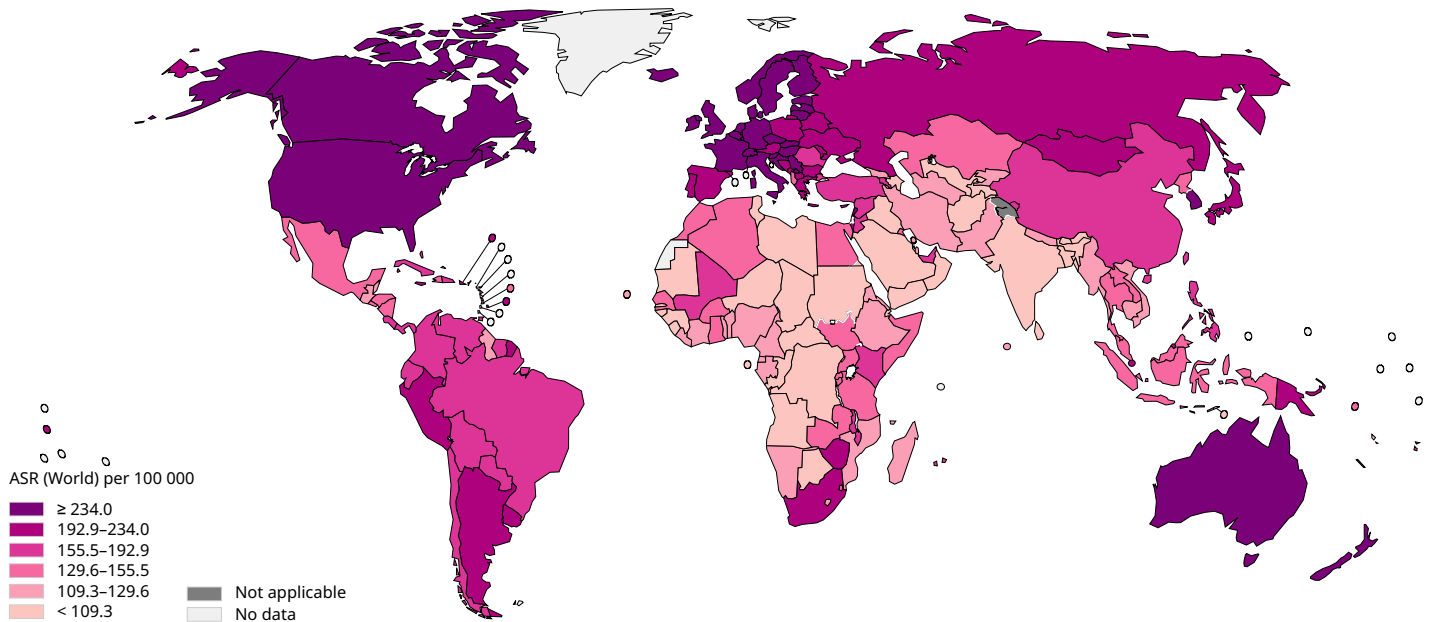 ASR (World) per 100 000
≥ 234.0
192.9–234.0
155.5–192.9
129.6–155.5
109.3–129.6
< 109.3
Not applicable
No data